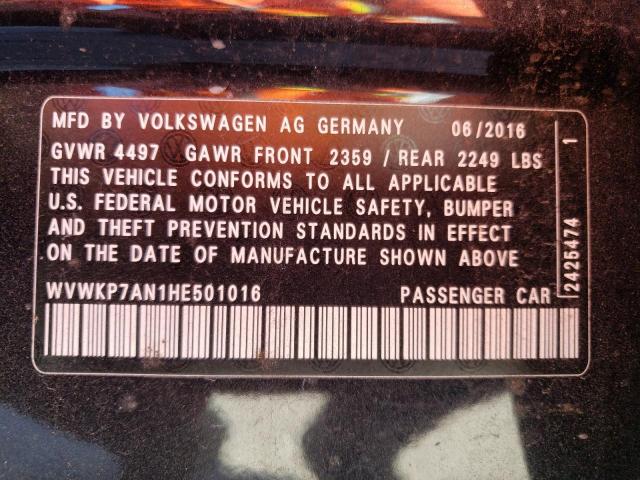 MFD BY VOLKSWAGEN AG GERMANY 06/2016
GVWR 4497 GAWR FRONT 2359 / REAR 2249 LBS
THIS VEHICLE CONFORMS TO ALL APPLICABLE
U.S. FEDERAL MOTOR VEHICLE SAFETY, BUMPER
AND THEFT PREVENTION STANDARDS IN EFFECT
ON THE DATE OF MANUFACTURE SHOWN ABOVE
WVWKP7AN1HE501016 PASSENGER CAR
2425474 1